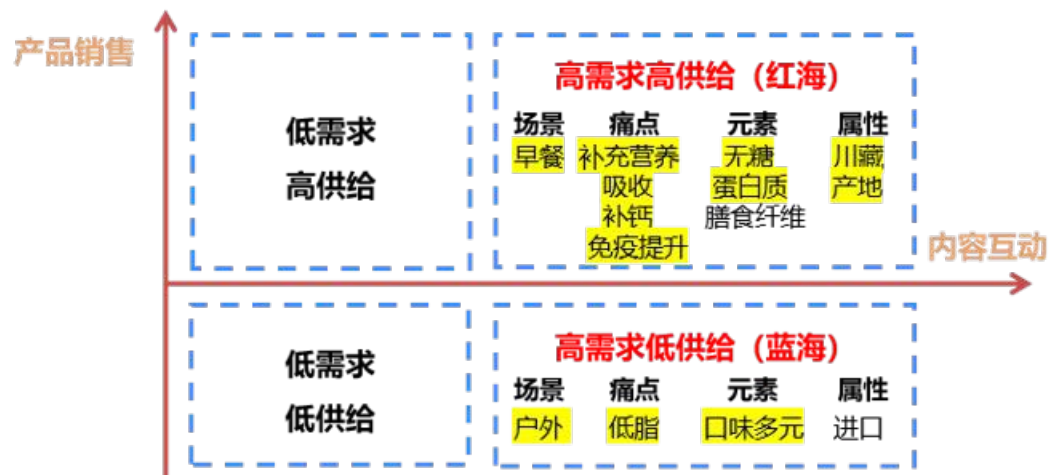 产品销售
低需求
高供给
高需求高供给（红海）
场景 痛点 元素 属性
早餐 补充营养 无糖 川藏
吸收 蛋白质 产地
补钙 膳食纤维
免疫提升
内容互动
低需求
低供给
高需求低供给（蓝海）
场景 痛点 元素 属性
户外 低脂 口味多元 进口